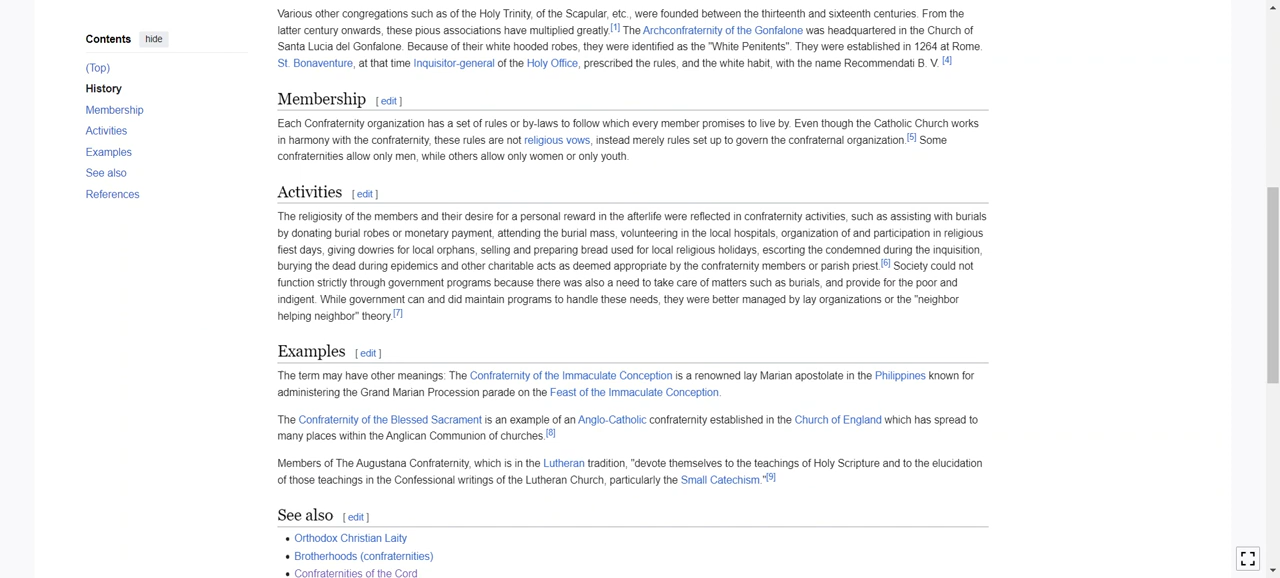 Contents hide
(Top)
History
Membership
Activities
Examples
See also
References
Various other congregations such as of the Holy Trinity, of the Scapular, etc., were founded between the thirteenth and sixteenth centuries. From the
latter century onwards, these pious associations have multiplied greatly.[1] The Archconfraternity of the Gonfalone was headquartered in the Church of
Santa Lucia del Gonfalone. Because of their white hooded robes, they were identified as the "White Penitents". They were established in 1264 at Rome.
St. Bonaventure, at that time Inquisitor-general of the Holy Office, prescribed the rules, and the white habit, with the name Recommendati B. V. [4]
Membership [ edit ]
Each Confraternity organization has a set of rules or by-laws to follow which every member promises to live by. Even though the Catholic Church works
in harmony with the confraternity, these rules are not religious vows, instead merely rules set up to govern the confraternal organization.[5] Some
confraternities allow only men, while others allow only women or only youth.
Activities [ edit ]
The religiosity of the members and their desire for a personal reward in the afterlife were reflected in confraternity activities, such as assisting with burials
by donating burial robes or monetary payment, attending the burial mass, volunteering in the local hospitals, organization of and participation in religious
fiest days, giving dowries for local orphans, selling and preparing bread used for local religious holidays, escorting the condemned during the inquisition,
burying the dead during epidemics and other charitable acts as deemed appropriate by the confraternity members or parish priest.[6] Society could not
function strictly through government programs because there was also a need to take care of matters such as burials, and provide for the poor and
indigent. While government can and did maintain programs to handle these needs, they were better managed by lay organizations or the "neighbor
helping neighbor" theory.[7]
Examples [ edit ]
The term may have other meanings: The Confraternity of the Immaculate Conception is a renowned lay Marian apostolate in the Philippines known for
administering the Grand Marian Procession parade on the Feast of the Immaculate Conception.
The Confraternity of the Blessed Sacrament is an example of an Anglo-Catholic confraternity established in the Church of England which has spread to
many places within the Anglican Communion of churches.[8]
Members of The Augustana Confraternity, which is in the Lutheran tradition, "devote themselves to the teachings of Holy Scripture and to the elucidation
of those teachings in the Confessional writings of the Lutheran Church, particularly the Small Catechism."[9]
See also [ edit ]
• Orthodox Christian Laity
• Brotherhoods (confraternities)
• Confraternities of the Cord